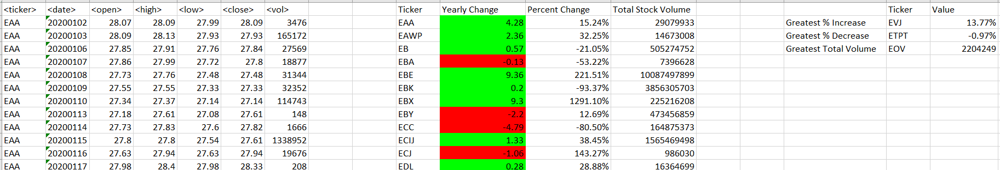 <ticker> <date> <open> <high> <low> <close> <vol> Ticker Yearly Change Percent Change Total Stock Volume Ticker Value
EAA 20200102 28.07 28.09 27.99 28.09 3476 EAA 4.28 15.24% 29079933 Greatest % Increase EVJ 13.77%
EAA 20200103 28.09 28.13 27.93 27.93 165172 EAWP 2.36 32.25% 14673008 Greatest % Decrease ETPT -0.97%
EAA 20200106 27.85 27.91 27.76 27.84 27569 EB 0.57 -21.05% 505274752 Greatest Total Volume EOV 2204249
EAA 20200107 27.86 27.99 27.72 27.8 18877 EBA -0.13 -53.22% 7396628
EAA 20200108 27.73 27.76 27.48 27.48 31344 EBE 9.36 221.51% 10087497899
EAA 20200109 27.55 27.55 27.33 27.33 32352 EBK 0.2 -93.37% 3856305703
EAA 20200110 27.34 27.37 27.14 27.14 114743 EBX 9.3 1291.10% 225216208
EAA 20200113 27.18 27.61 27.08 27.61 148 EBY -2.2 12.69% 473456859
EAA 20200114 27.73 27.83 27.6 27.82 1666 ECC -4.79 -80.50% 164875373
EAA 20200115 27.8 27.8 27.54 27.61 1338952 ECIJ 1.33 38.45% 1565469498
EAA 20200116 27.63 27.94 27.63 27.94 19676 ECJ -1.06 143.27% 986030
EAA 20200117 27.98 28.4 27.98 28.33 208 EDL 0.28 28.88% 16364699